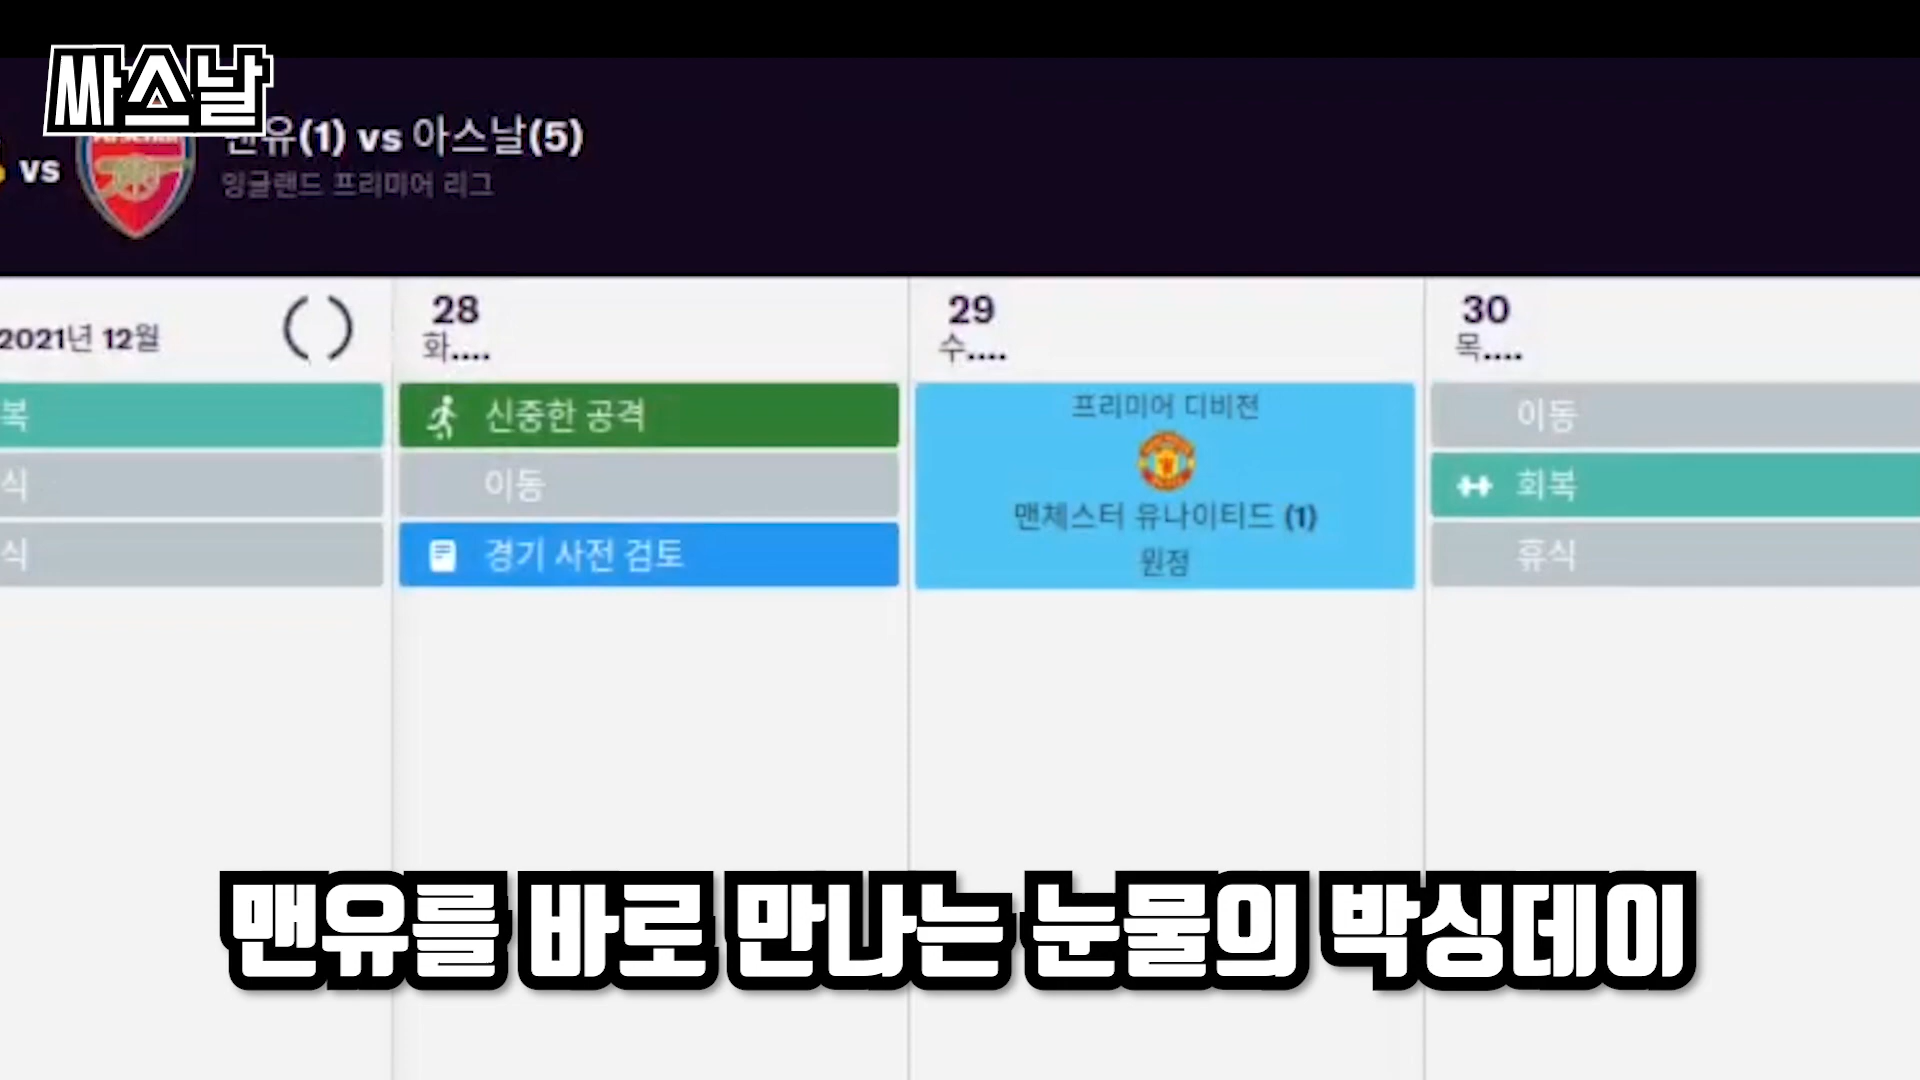 싸스날
vs
맨유(1) vs 아스날(5)
잉글랜드 프리미어 리그
2021년 12월
28
화....
29
수....
30
목....
복
식
식
신중한 공격
이동
경기 사전 검토
프리미어 디비전
맨체스터 유나이티드 (1)
원정
이동
회복
휴식
맨유를 바로 만나는 눈물의 박싱데이